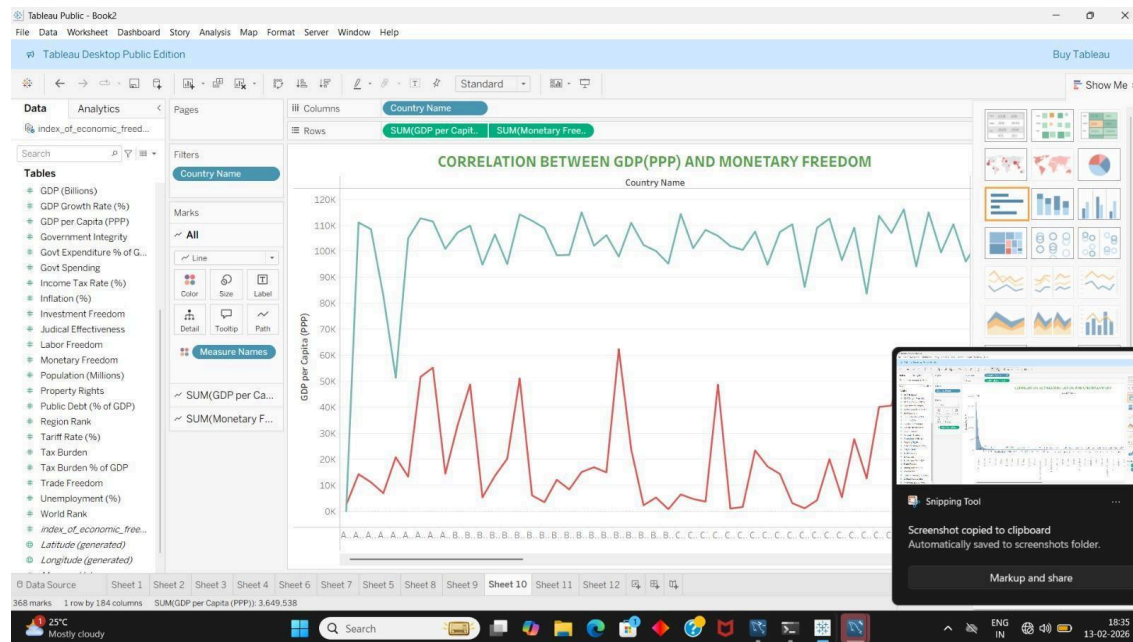 Tableau Public - Book2
File Data Worksheet Dashboard Story Analysis Map Format Server Window Help
Tableau Desktop Public Edition
Buy Tableau
Standard
Show Me
Data Analytics
index_of_economic_freed...
Search
Tables
GDP (Billions)
GDP Growth Rate (%)
GDP per Capita (PPP)
Government Integrity
Govt Expenditure % of G...
Govt Spending
Income Tax Rate (%)
Inflation (%)
Investment Freedom
Judical Effectiveness
Labor Freedom
Monetary Freedom
Population (Millions)
Property Rights
Public Debt (% of GDP)
Region Rank
Tariff Rate (%)
Tax Burden
Tax Burden % of GDP
Trade Freedom
Unemployment (%)
World Rank
index_of_economic_free...
Latitude (generated)
Longitude (generated)
Pages
Filters
Country Name
Marks
All
Line
Color Size Label
Detail Tooltip Path
Measure Names
SUM(GDP per Ca...
SUM(Monetary F...
Columns Country Name
Rows SUM(GDP per Capit.. SUM(Monetary Free..
CORRELATION BETWEEN GDP(PPP) AND MONETARY FREEDOM
Country Name
GDP per Capita (PPP)
120K
110K
100K
90K
80K
70K
60K
50K
40K
30K
20K
10K
0K
Snipping Tool
Screenshot copied to clipboard
Automatically saved to screenshots folder.
Markup and share
Data Source Sheet 1 Sheet 2 Sheet 3 Sheet 4 Sheet 6 Sheet 7 Sheet 5 Sheet 8 Sheet 9 Sheet 10 Sheet 11 Sheet 12
368 marks 1 row by 184 columns SUM(GDP per Capita (PPP)): 3,649,538
25°C
Mostly cloudy
Search
ENG
IN
18:35
13-02-2026